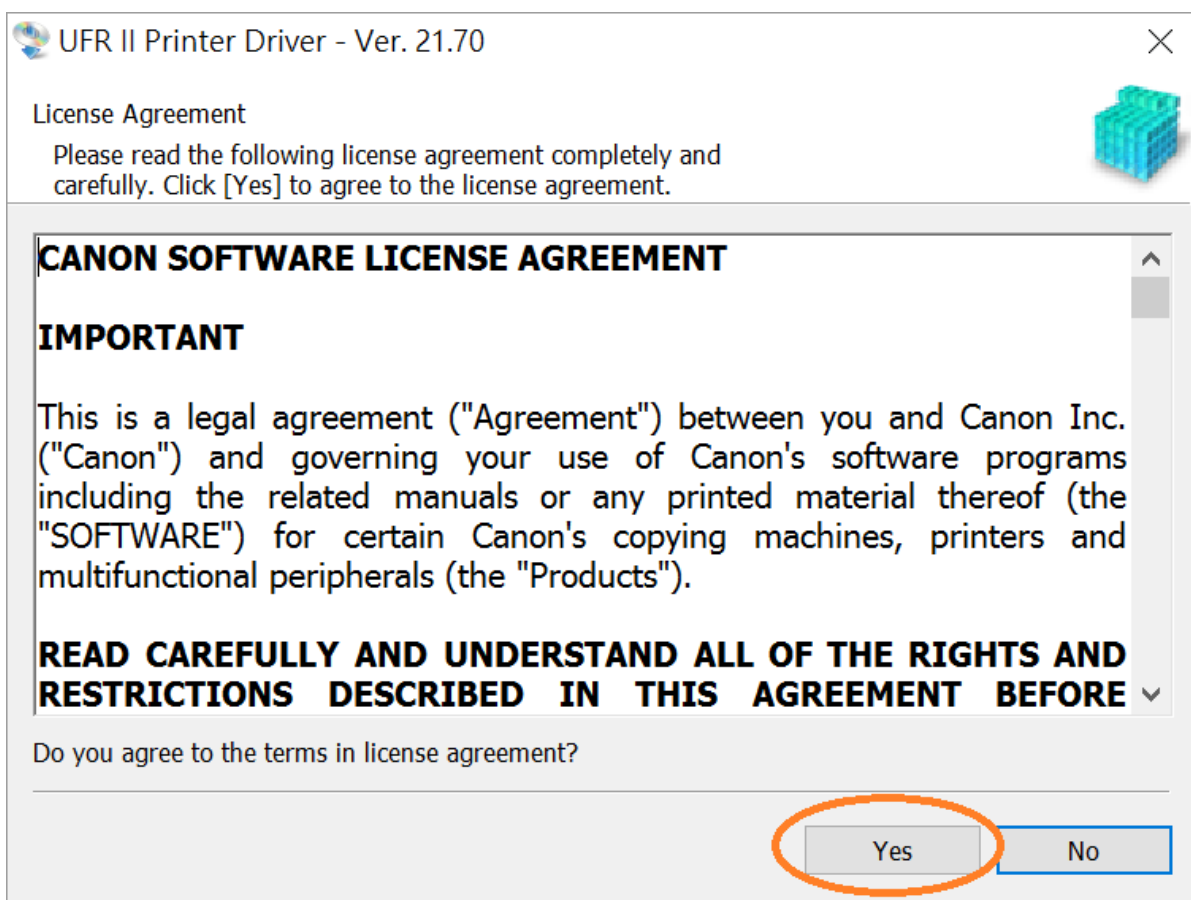 UFR II Printer Driver - Ver. 21.70
License Agreement
Please read the following license agreement completely and
carefully. Click [Yes] to agree to the license agreement.
CANON SOFTWARE LICENSE AGREEMENT
IMPORTANT
This is a legal agreement ("Agreement") between you and Canon Inc.
("Canon") and governing your use of Canon's software programs
including the related manuals or any printed material thereof (the
"SOFTWARE") for certain Canon's copying machines, printers and
multifunctional peripherals (the "Products").
READ CAREFULLY AND UNDERSTAND ALL OF THE RIGHTS AND
RESTRICTIONS DESCRIBED IN THIS AGREEMENT BEFORE
Do you agree to the terms in license agreement?
Yes No